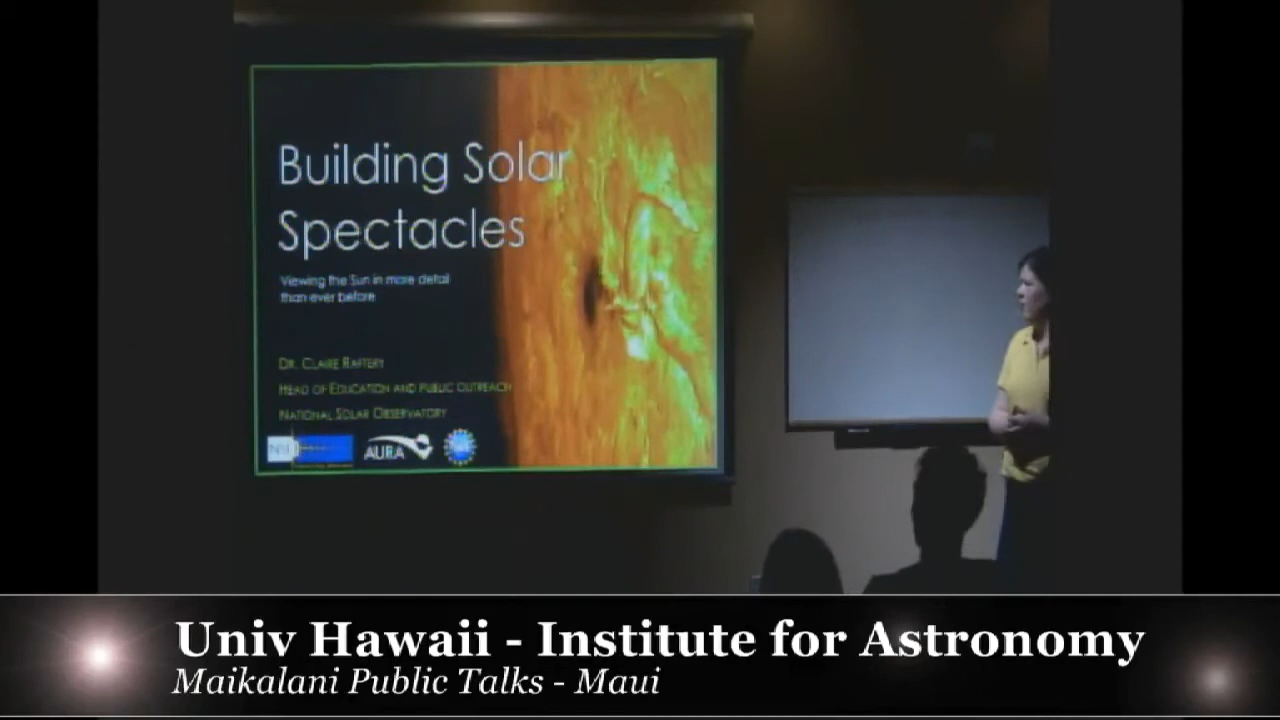 Building Solar
Spectacles
Viewing the Sun in more detail
than ever before
DR. CLAIRE RAFTERY
HEAD OF EDUCATION AND PUBLIC OUTREACH
NATIONAL SOLAR OBSERVATORY
AURA
Univ Hawaii - Institute for Astronomy
Maikalani Public Talks - Maui